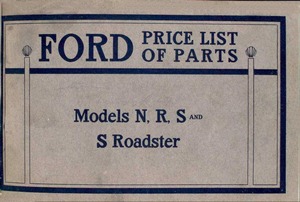 FORD PRICE LIST
OF PARTS
Models N. R. S AND
S Roadster